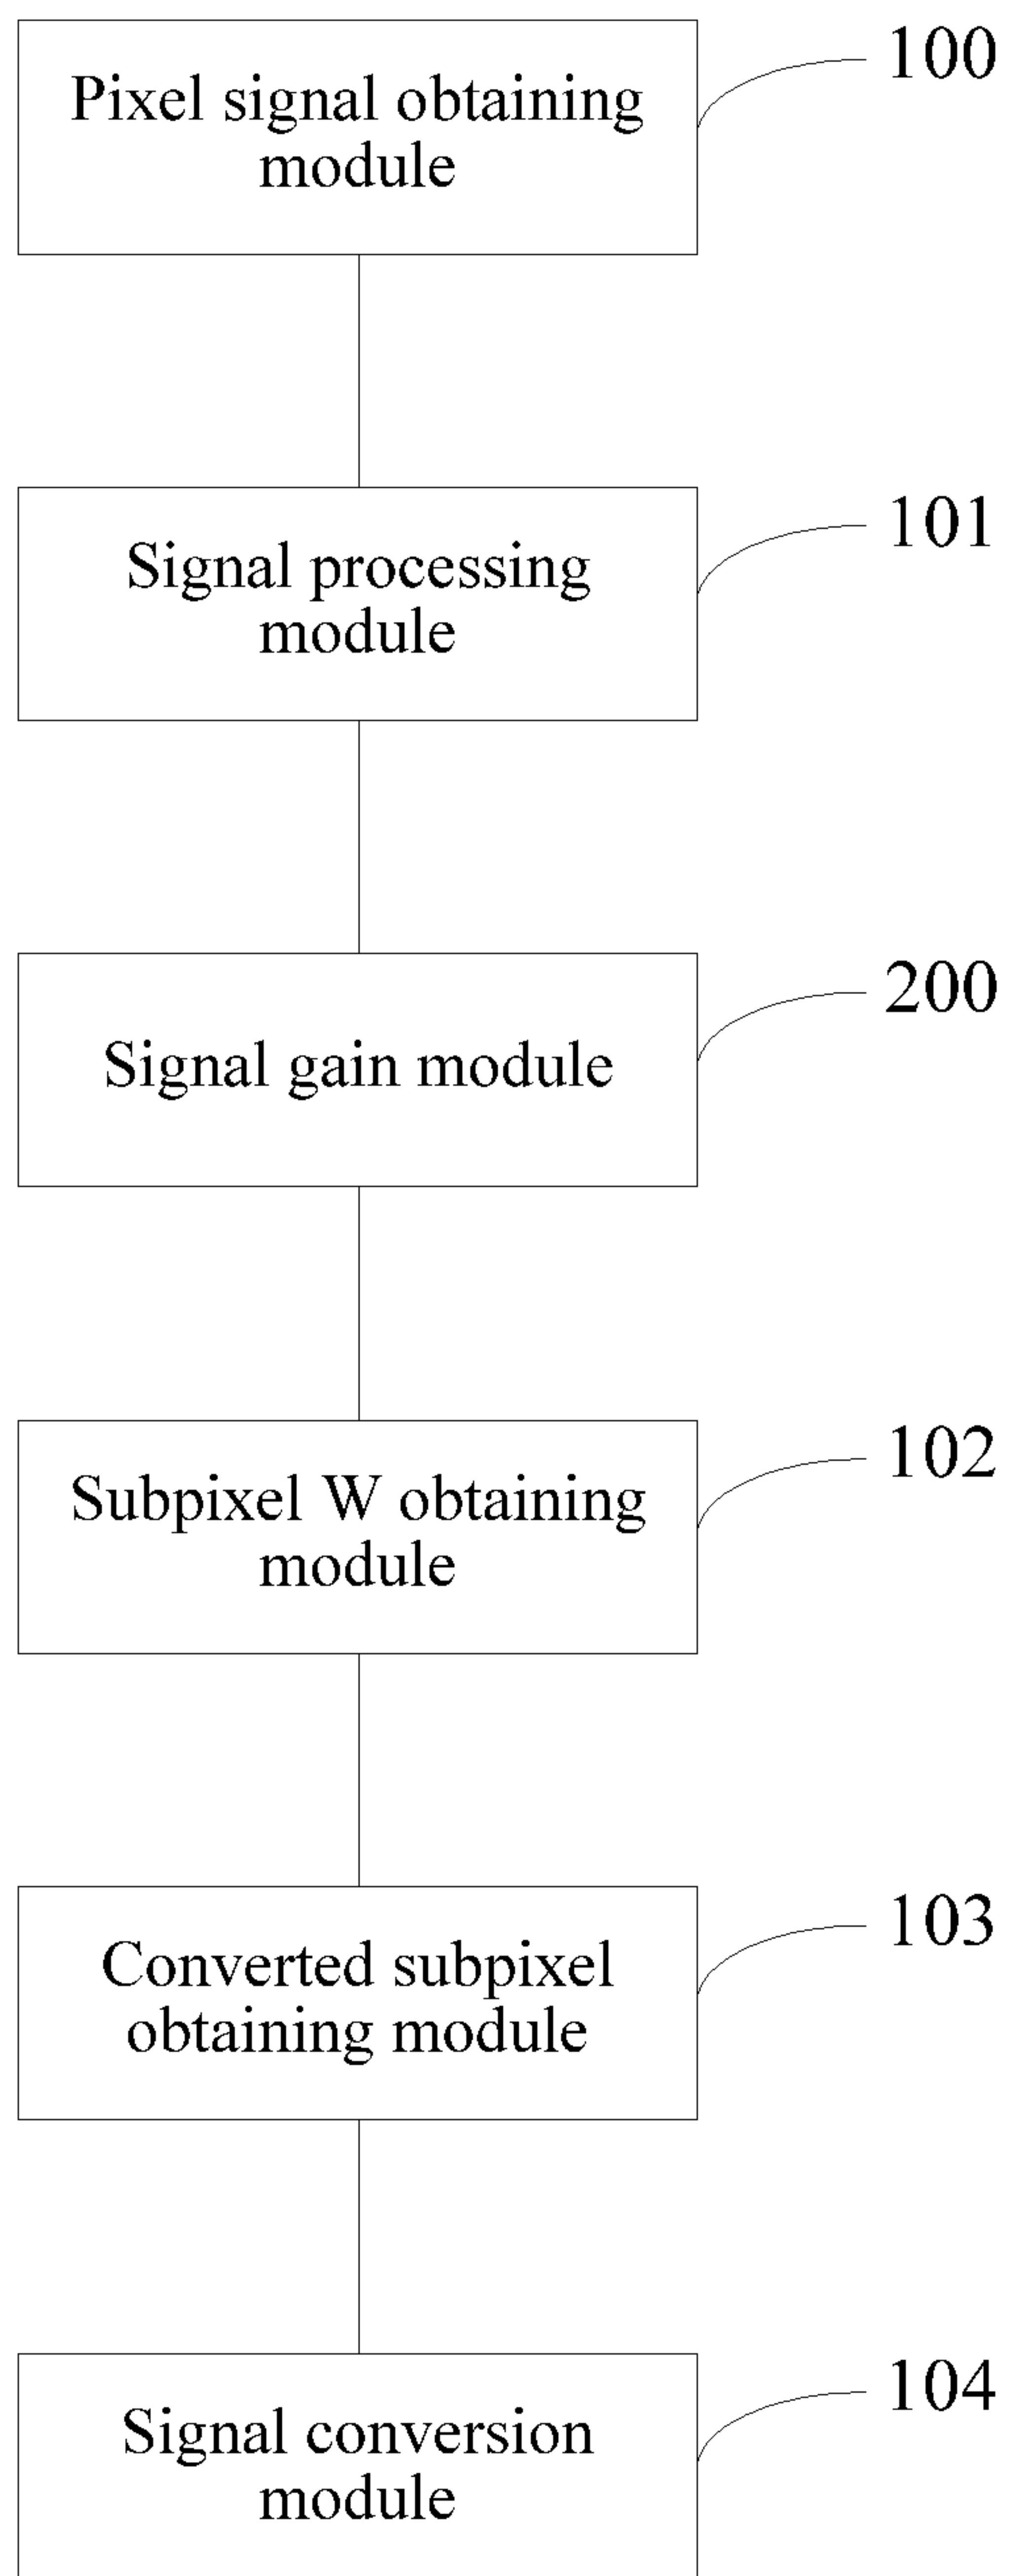 Pixel signal obtaining
module
100
Signal processing
module
101
Signal gain module
200
Subpixel W obtaining
module
102
Converted subpixel
obtaining module
103
Signal conversion
module
104